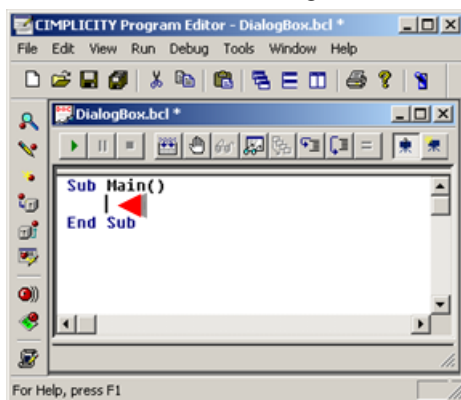 CIMPLICITY Program Editor - DialogBox.bcl *
File Edit View Run Debug Tools Window Help
DialogBox.bcl *
Sub Main()
End Sub
For Help, press F1